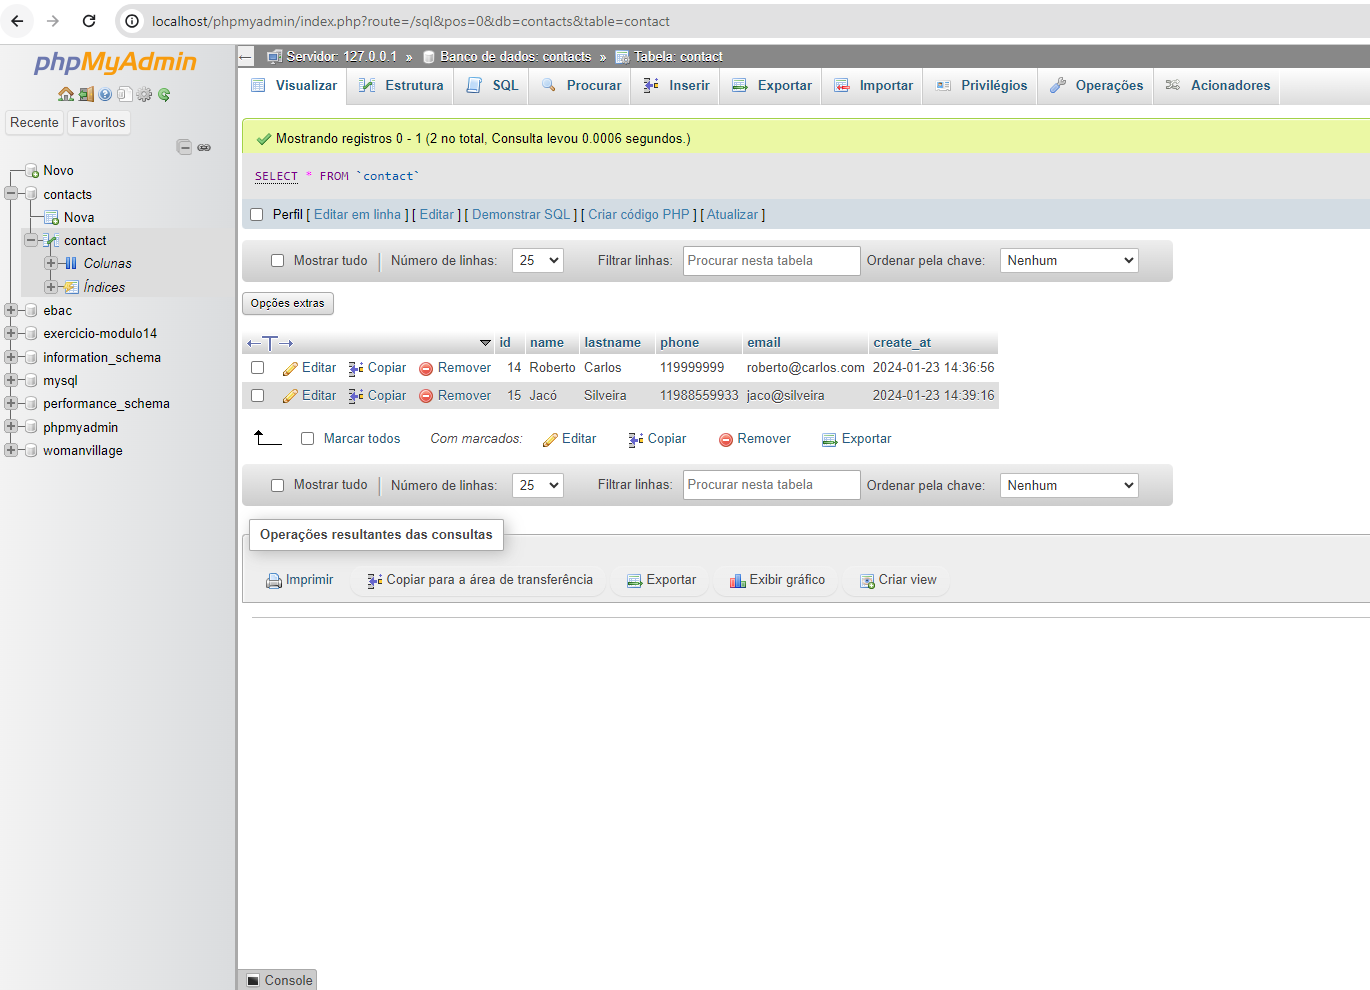 localhost/phpmyadmin/index.php?route=/sql&pos=0&db=contacts&table=contact
phpMyAdmin
Recente Favoritos
Novo
contacts
Nova
contact
Colunas
Índices
ebac
exercicio-modulo14
information_schema
mysql
performance_schema
phpmyadmin
womanvillage
Servidor: 127.0.0.1 » Banco de dados: contacts » Tabela: contact
Visualizar Estrutura SQL Procurar Inserir Exportar Importar Privilégios Operações Acionadores
Mostrando registros 0 - 1 (2 no total, Consulta levou 0.0006 segundos.)
SELECT * FROM `contact`
Perfil [ Editar em linha ] [ Editar ] [ Demonstrar SQL ] [ Criar código PHP ] [ Atualizar ]
Mostrar tudo | Número de linhas: 25 Filtrar linhas: Procurar nesta tabela Ordenar pela chave: Nenhum
Opções extras
←T→ id name lastname phone email create_at
Editar Copiar Remover 14 Roberto Carlos 119999999 roberto@carlos.com 2024-01-23 14:36:56
Editar Copiar Remover 15 Jacó Silveira 11988559933 jaco@silveira 2024-01-23 14:39:16
Marcar todos Com marcados: Editar Copiar Remover Exportar
Mostrar tudo | Número de linhas: 25 Filtrar linhas: Procurar nesta tabela Ordenar pela chave: Nenhum
Operações resultantes das consultas
Imprimir Copiar para a área de transferência Exportar Exibir gráfico Criar view
Console